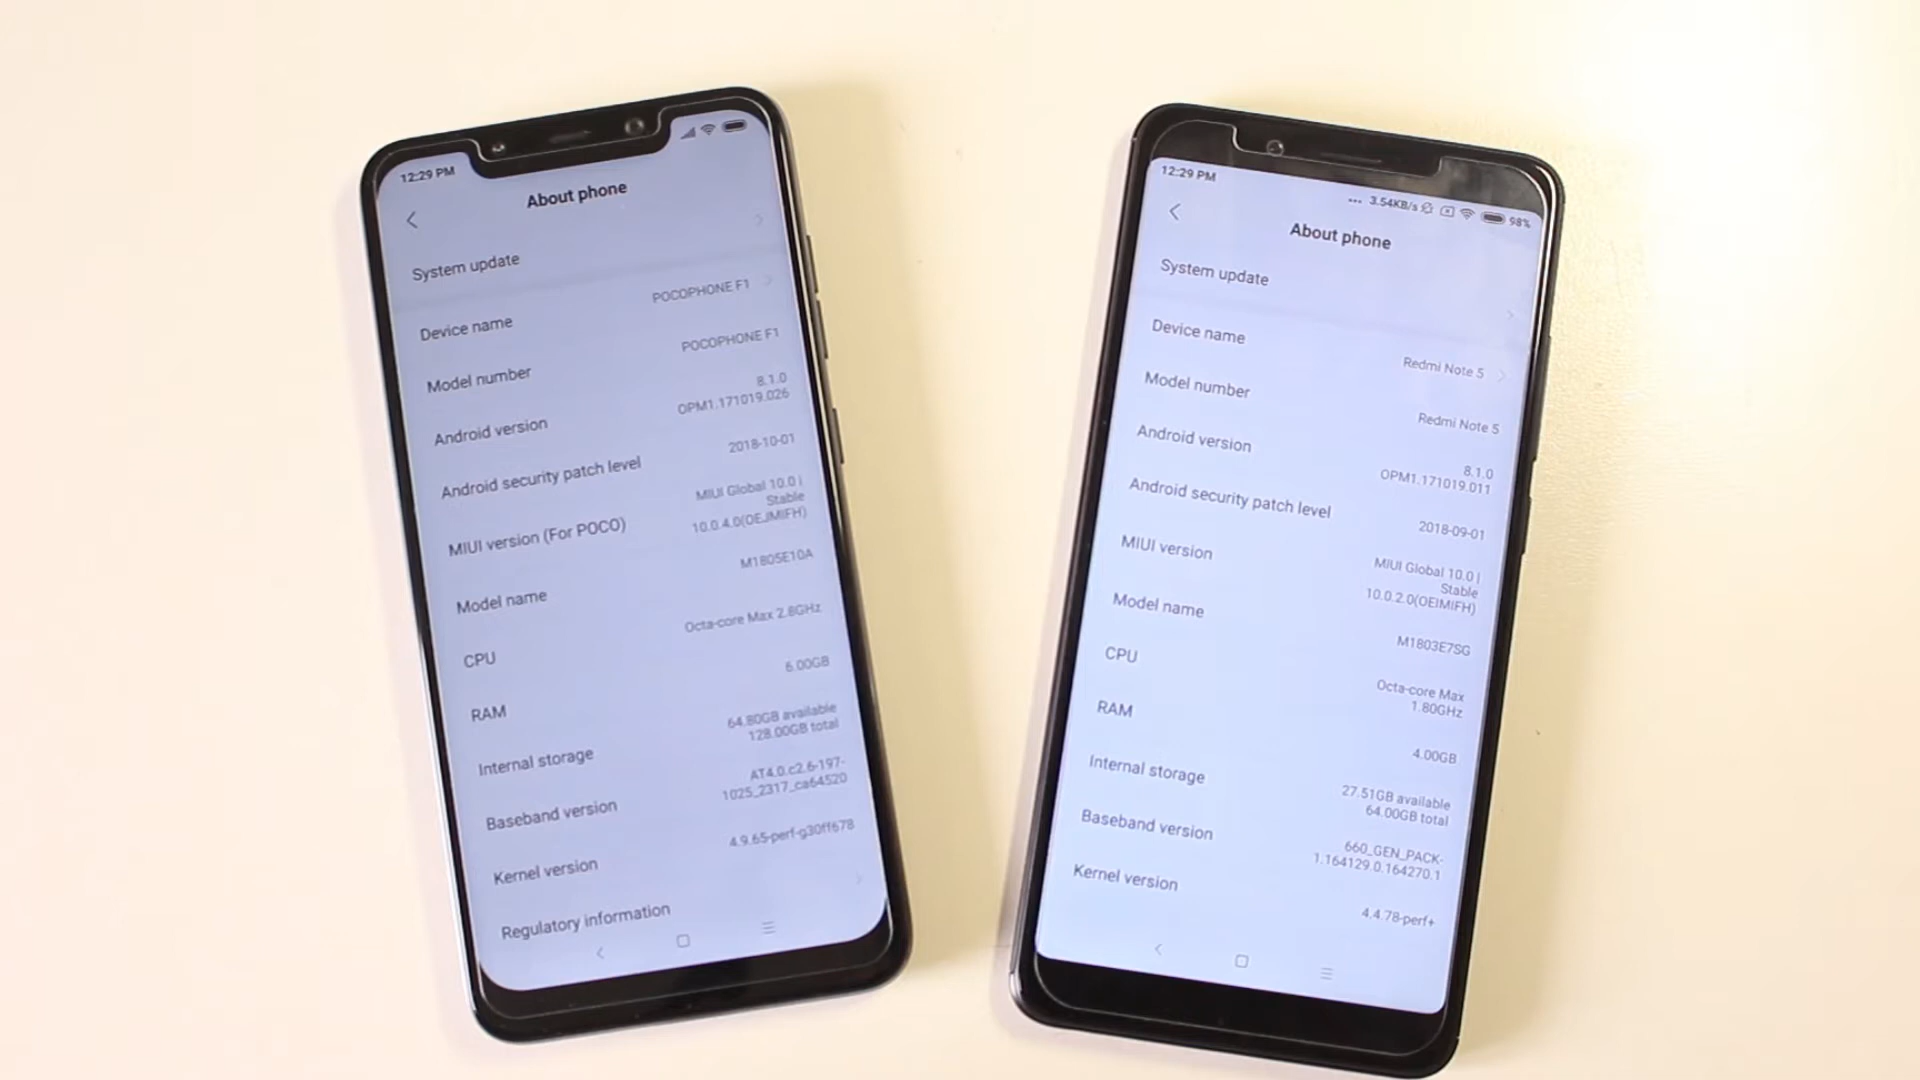 12:29 PM
About phone
System update
Device name
POCOPHONE F1
Model number
POCOPHONE F1
Android version
8.1.0
OPM1.171019.026
Android security patch level
2018-10-01
MIUI version (For POCO)
MIUI Global 10.0 |
Stable
10.0.4.0(OEJMIFH)
Model name
M1805E10A
CPU
Octa-core Max 2.8GHz
RAM
6.00GB
Internal storage
64.80GB available
128.00GB total
Baseband version
AT4.0.c2.6-197-
1025_2317_ca64520
Kernel version
4.9.65-perf-g30ff678
Regulatory information
12:29 PM
... 3.54KB/s 98%
About phone
System update
Device name
Redmi Note 5
Model number
Redmi Note 5
Android version
8.1.0
OPM1.171019.011
Android security patch level
2018-09-01
MIUI version
MIUI Global 10.0 |
Stable
10.0.2.0(OEIMIFH)
Model name
M1803E7SG
CPU
Octa-core Max
1.80GHz
RAM
4.00GB
Internal storage
27.51GB available
64.00GB total
Baseband version
660_GEN_PACK-
1.164129.0.164270.1
Kernel version
4.4.78-perf+